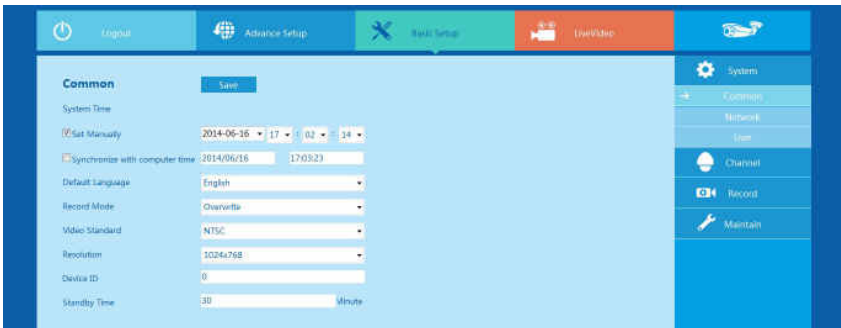 Logout Advance Setup Basic Setup LiveVideo
Common Save
System Time
Set Manually 2014-06-16 17 : 02 : 14
Synchronize with computer time 2014/06/16 17:03:23
Default Language English
Record Mode Overwrite
Video Standard NTSC
Resolution 1024x768
Device ID 0
Standby Time 30 Minute
System
Common
Network
User
Channel
Record
Maintain